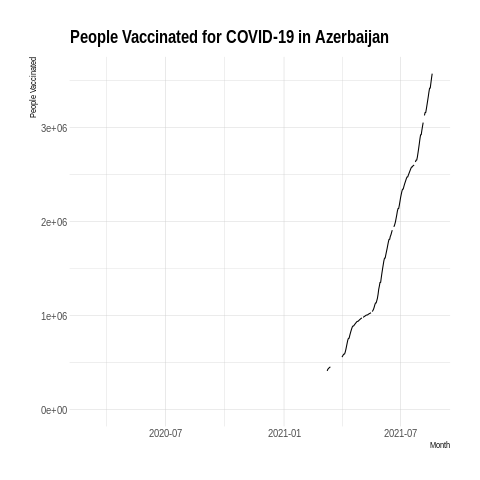 People Vaccinated for COVID-19 in Azerbaijan
People Vaccinated
3e+06
2e+06
1e+06
0e+00
2020-07
2021-01
2021-07
Month